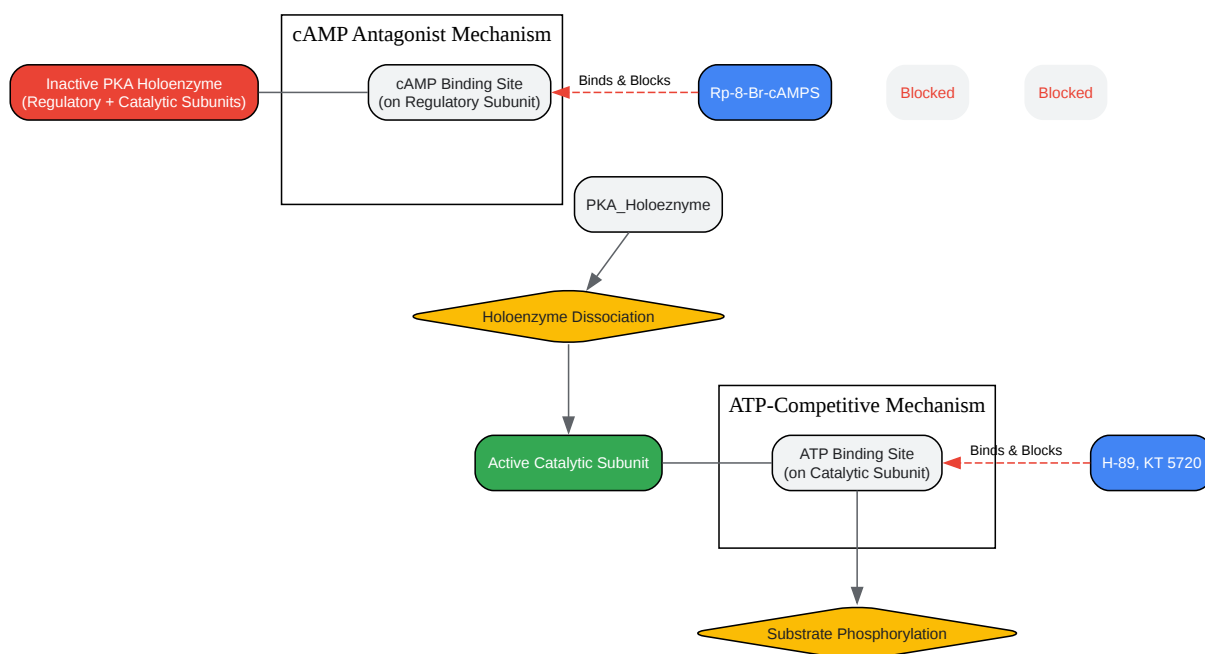 cAMP Antagonist Mechanism
Inactive PKA Holoenzyme
(Regulatory + Catalytic Subunits)
cAMP Binding Site
(on Regulatory Subunit)
Binds & Blocks
Rp-8-Br-cAMPS
Blocked
Blocked
PKA_Holoeznyme
Holoenzyme Dissociation
ATP-Competitive Mechanism
Active Catalytic Subunit
ATP Binding Site
(on Catalytic Subunit)
Binds & Blocks
H-89, KT 5720
Substrate Phosphorylation